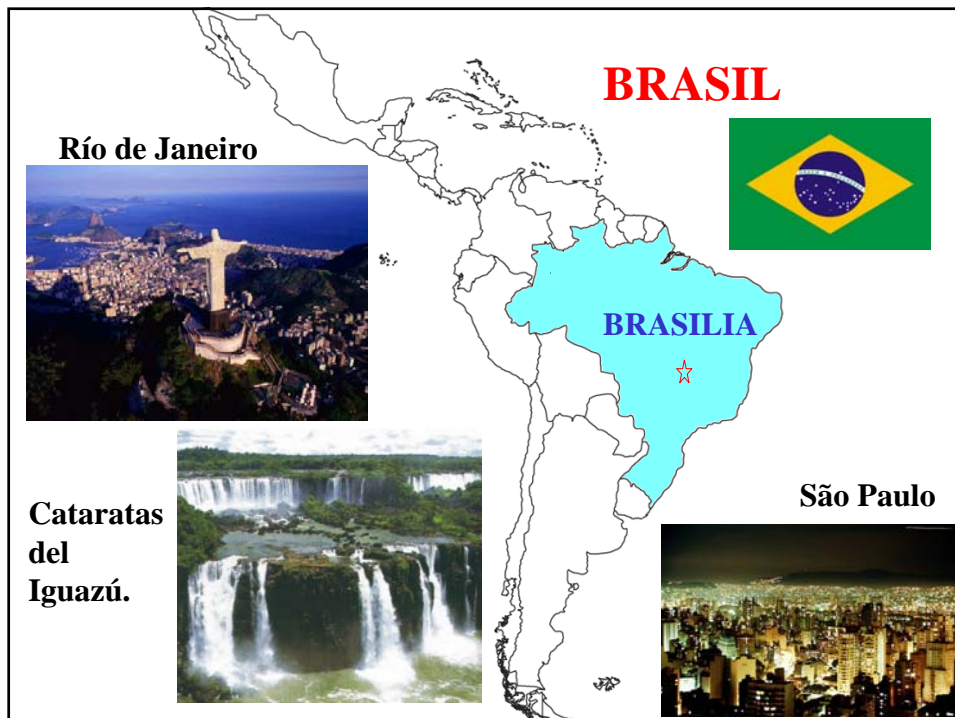 BRASIL
Río de Janeiro
BRASILIA
São Paulo
Cataratas
del
Iguazú.